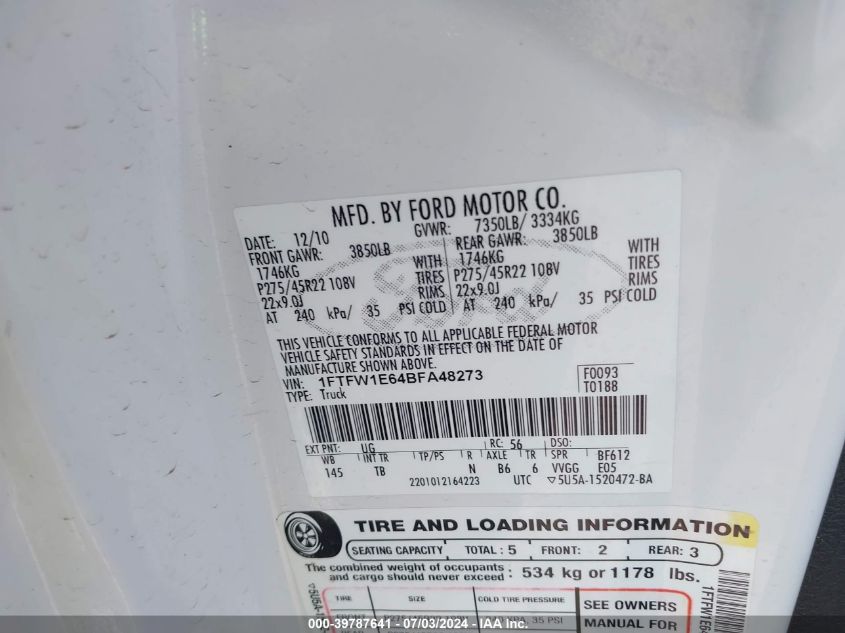 MFD. BY FORD MOTOR CO.
DATE: 12/10 GVWR: 7350LB/ 3334KG
FRONT GAWR: 3850LB REAR GAWR: 3850LB
1746KG WITH 1746KG WITH
P275/45R22 108V TIRES P275/45R22 108V TIRES
22x9.0J RIMS 22x9.0J RIMS
AT 240 kPa/ 35 PSI COLD AT 240 kPa/ 35 PSI COLD
THIS VEHICLE CONFORMS TO ALL APPLICABLE FEDERAL MOTOR
VEHICLE SAFETY STANDARDS IN EFFECT ON THE DATE OF
MANUFACTURE SHOWN ABOVE.
VIN: 1FTFW1E64BFA48273 F0093
TYPE: Truck T0188
EXT PNT: UG RC: 56 DSO:
WB INT TR TP/PS R AXLE TR SPR BF612
145 TB N B6 6 VVGG E05
2201012164223 UTC ▽5U5A-1520472-BA
TIRE AND LOADING INFORMATION
SEATING CAPACITY TOTAL: 5 FRONT: 2 REAR: 3
The combined weight of occupants and cargo should never exceed: 534 kg or 1178 lbs.
TIRE SIZE COLD TIRE PRESSURE SEE OWNERS
FRONT 35 PSI MANUAL FOR
Ford
000-39787641 - 07/03/2024 - IAA Inc.